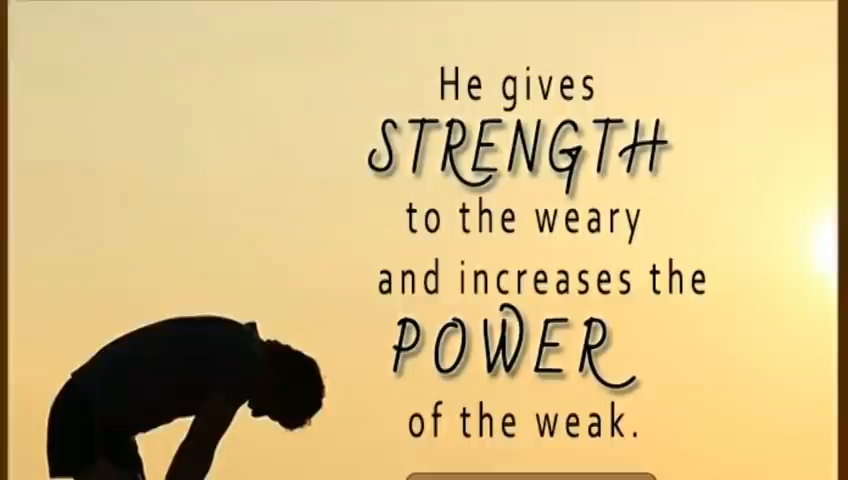 He gives
STRENGTH
to the weary
and increases the
POWER
of the weak.